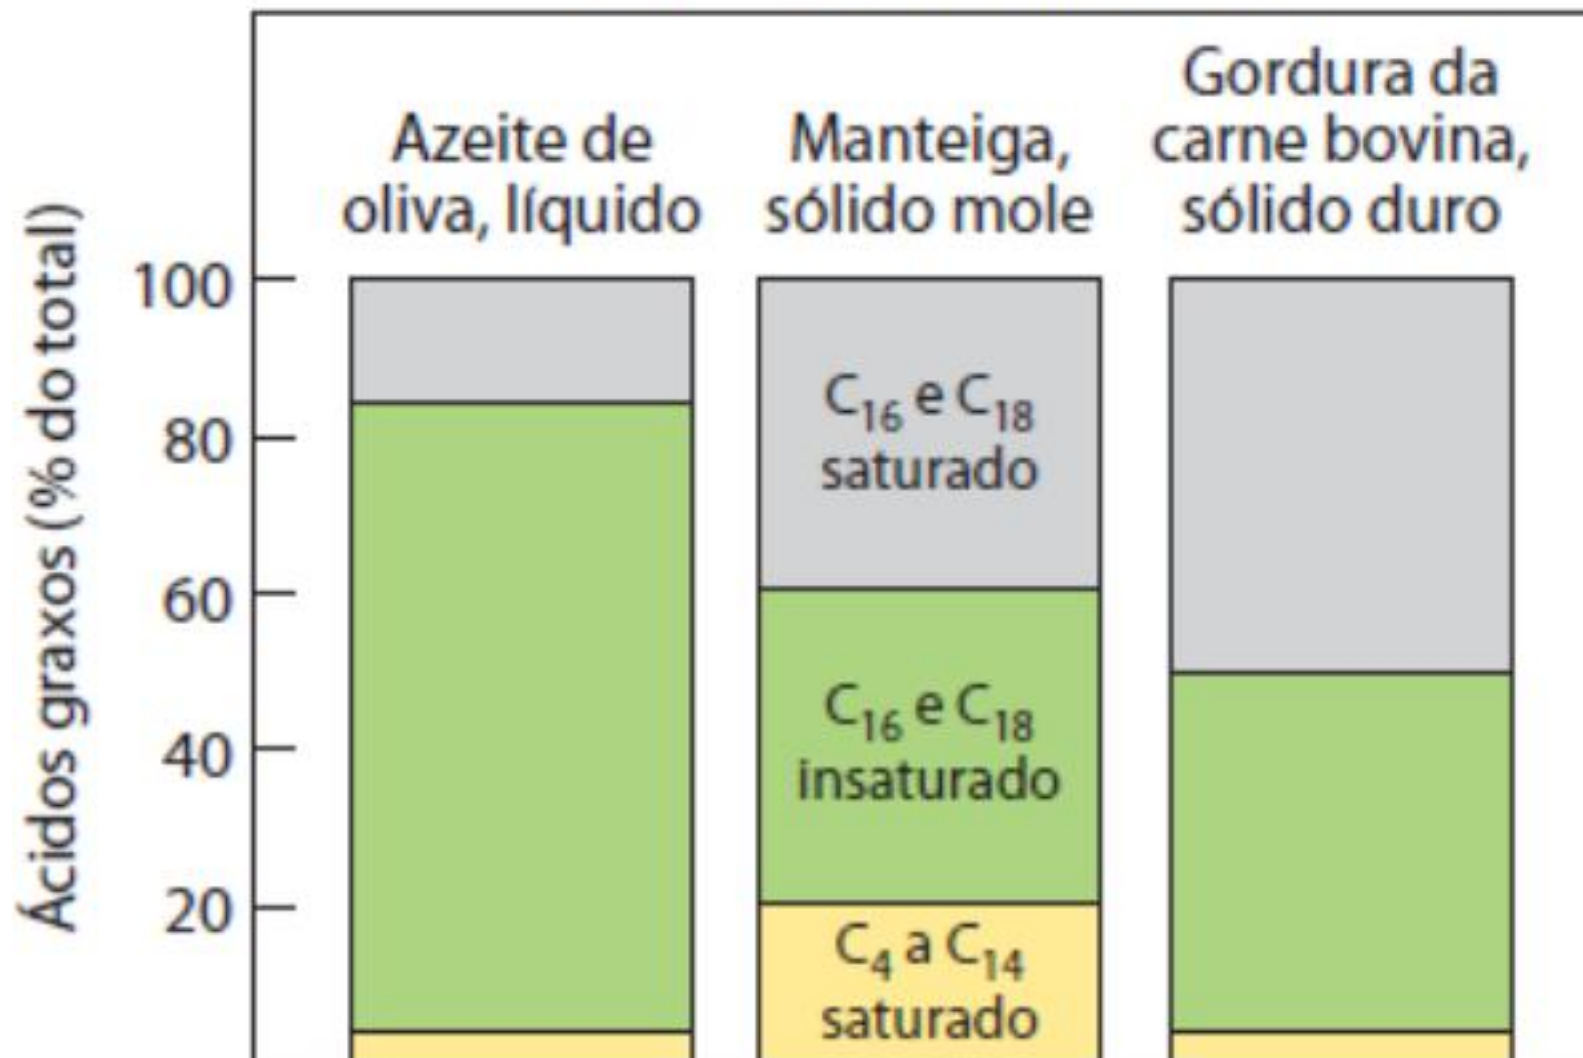 Ácidos graxos (% do total)
100
80
60
40
20
Azeite de
oliva, líquido
Manteiga,
sólido mole
Gordura da
carne bovina,
sólido duro
C16 e C18
saturado
C16 e C18
insaturado
C4 a C14
saturado